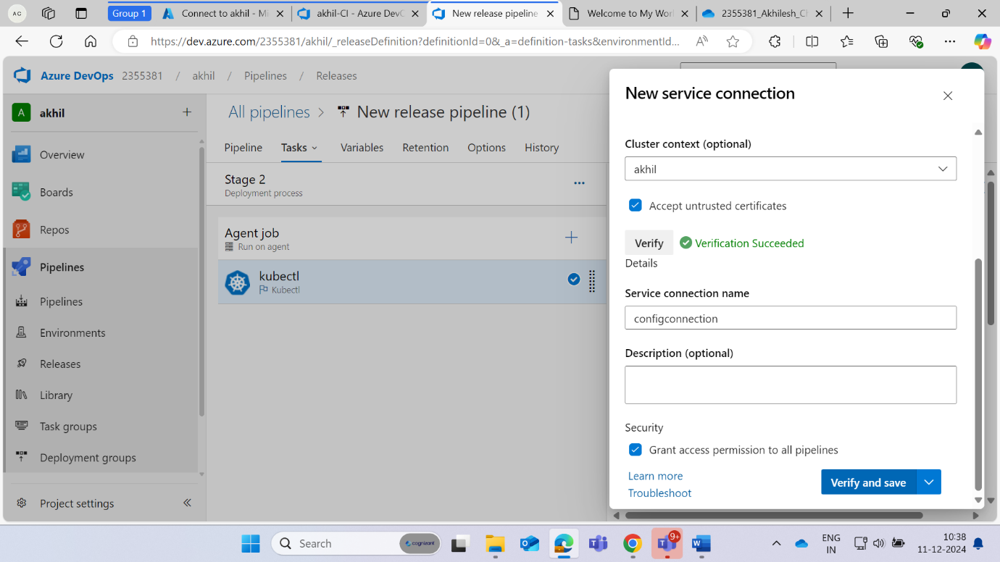 AC
Group 1
Connect to akhil - Mi
akhil-CI - Azure DevO
New release pipeline
Welcome to My Wor
2355381_Akhilesh_Ch
https://dev.azure.com/2355381/akhil/_releaseDefinition?definitionId=0&_a=definition-tasks&environmentId...
Azure DevOps 2355381 / akhil / Pipelines / Releases
A akhil
Overview
Boards
Repos
Pipelines
Pipelines
Environments
Releases
Library
Task groups
Deployment groups
Project settings
All pipelines > New release pipeline (1)
Pipeline Tasks Variables Retention Options History
Stage 2
Deployment process
Agent job
Run on agent
kubectl
Kubectl
New service connection
Cluster context (optional)
akhil
Accept untrusted certificates
Verify Verification Succeeded
Details
Service connection name
configconnection
Description (optional)
Security
Grant access permission to all pipelines
Learn more
Troubleshoot
Verify and save
Search
cognizant
9+
ENG
IN
10:38
11-12-2024